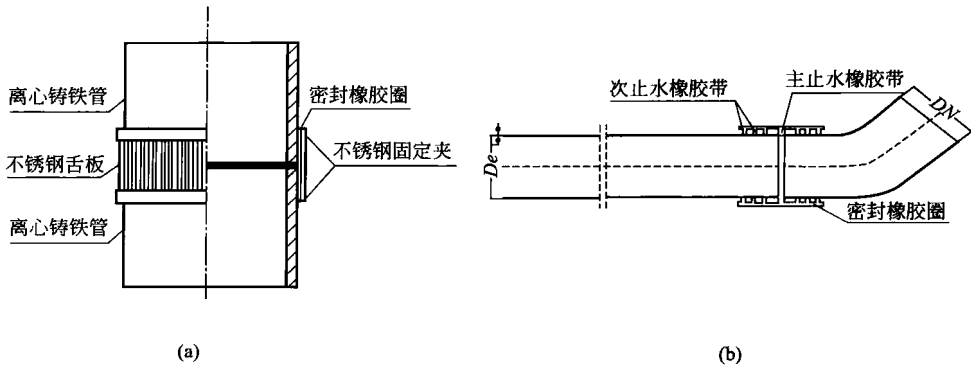 离心铸铁管
不锈钢舌板
离心铸铁管
密封橡胶圈
不锈钢固定夹
(a)
次止水橡胶带
主止水橡胶带
DN
De
密封橡胶圈
(b)